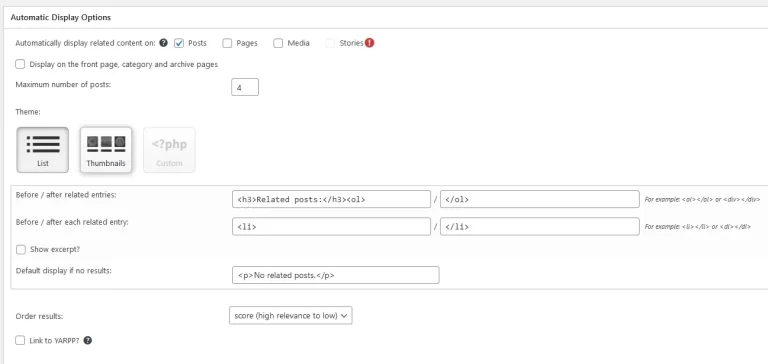 Automatic Display Options
Automatically display related content on: ? Posts Pages Media Stories !
Display on the front page, category and archive pages
Maximum number of posts: 4
Theme:
<?php
List Thumbnails Custom
Before / after related entries: <h3>Related posts:</h3><ol> / </ol> For example: <ol></ol> or <div></div>
Before / after each related entry: <li> / </li> For example: <li></li> or <dl></dl>
Show excerpt?
Default display if no results: <p>No related posts.</p>
Order results: score (high relevance to low)
Link to YARPP? ?